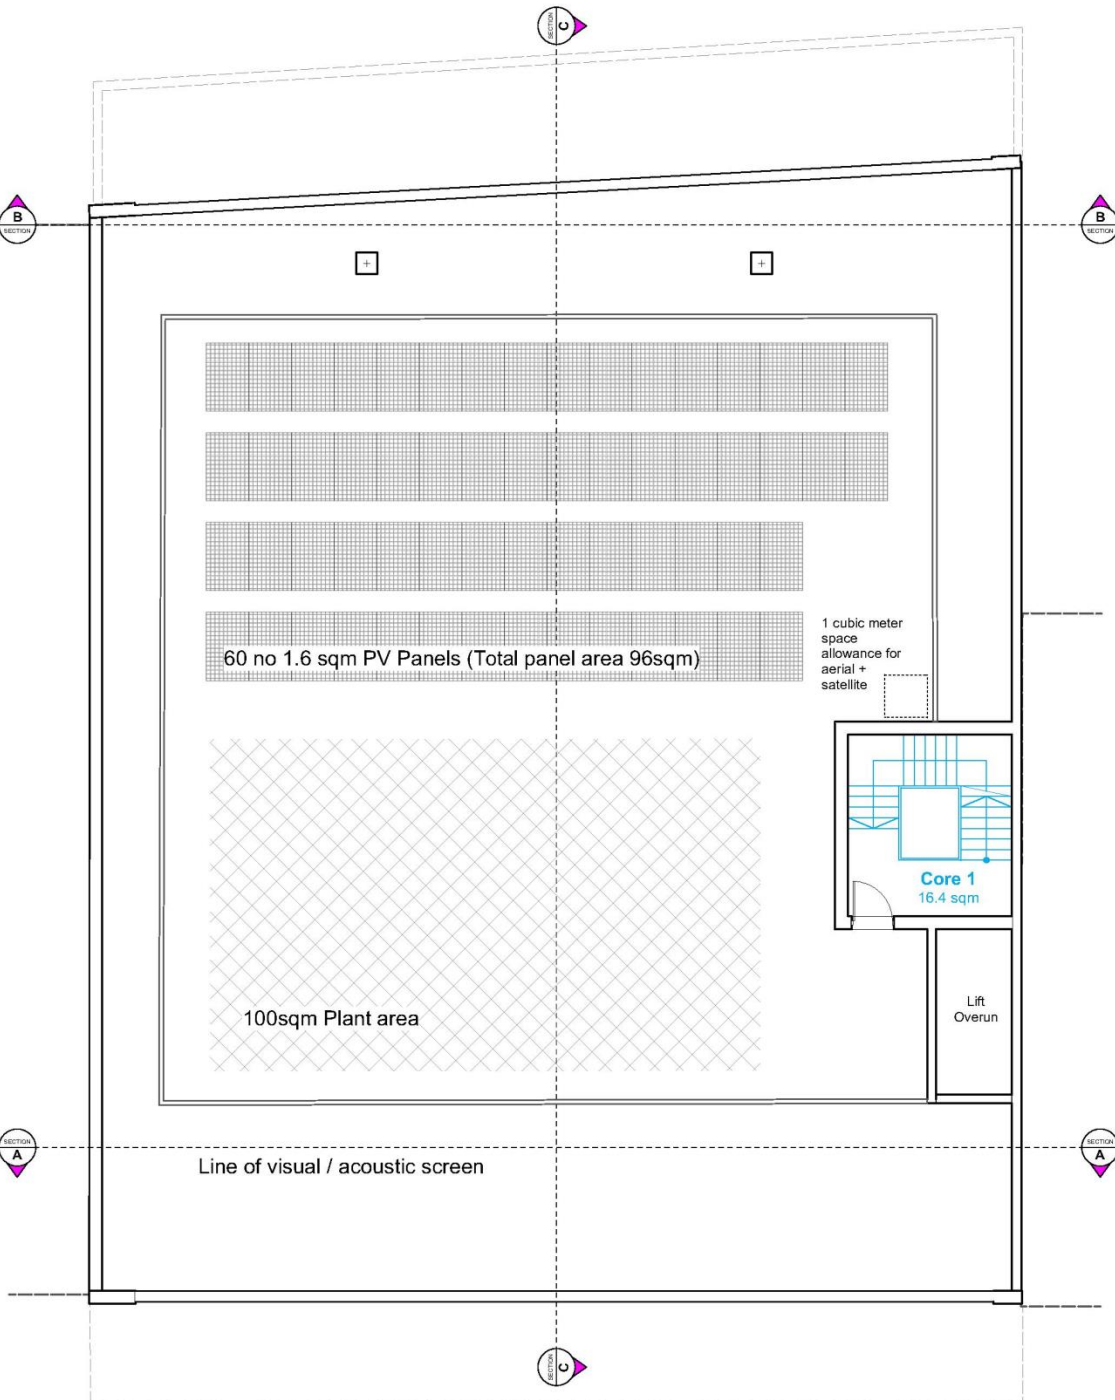 SECTION
C
B
SECTION
B
SECTION
1 cubic meter
space
allowance for
aerial +
satellite
60 no 1.6 sqm PV Panels (Total panel area 96sqm)
Core 1
16.4 sqm
Lift
Overun
100sqm Plant area
SECTION
A
SECTION
A
Line of visual / acoustic screen
SECTION
C